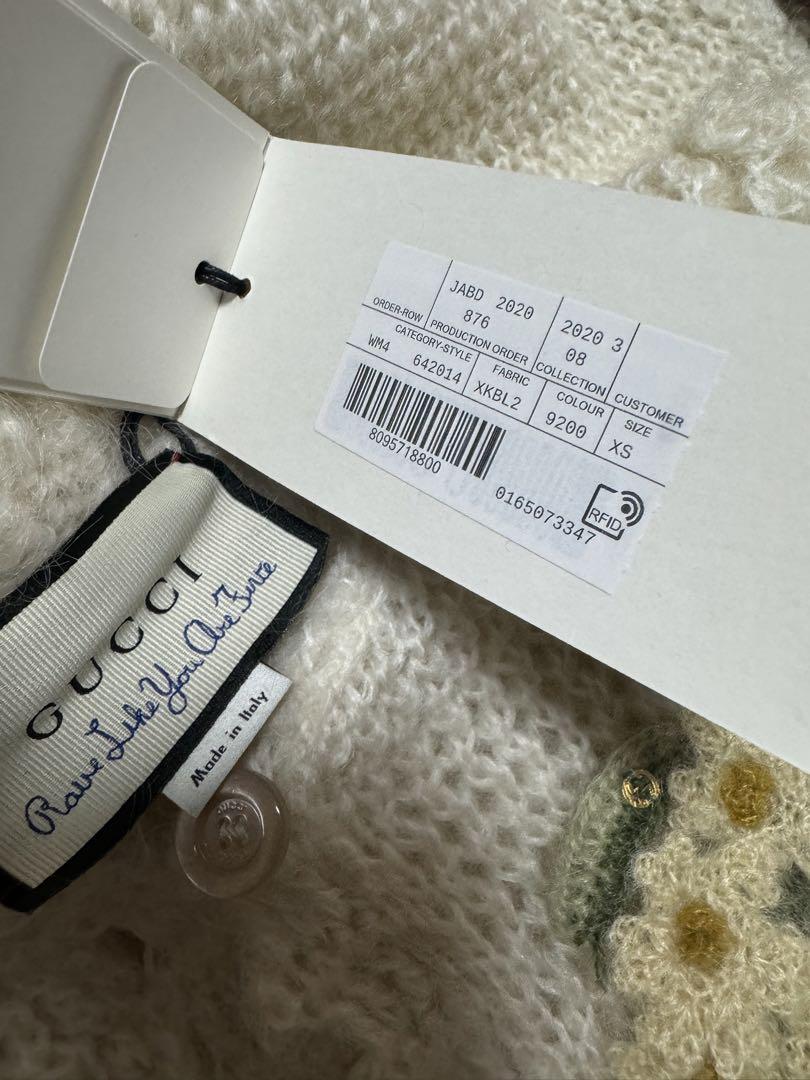 JABD 2020
876
2020 3
08
ORDER-ROW
PRODUCTION ORDER
COLLECTION
CUSTOMER
CATEGORY-STYLE
WM4 642014
FABRIC
XKBL2
COLOUR
9200
SIZE
XS
8095718800
0165073347
RFID
GUCCI
Rave Like You Are Five
Made in Italy